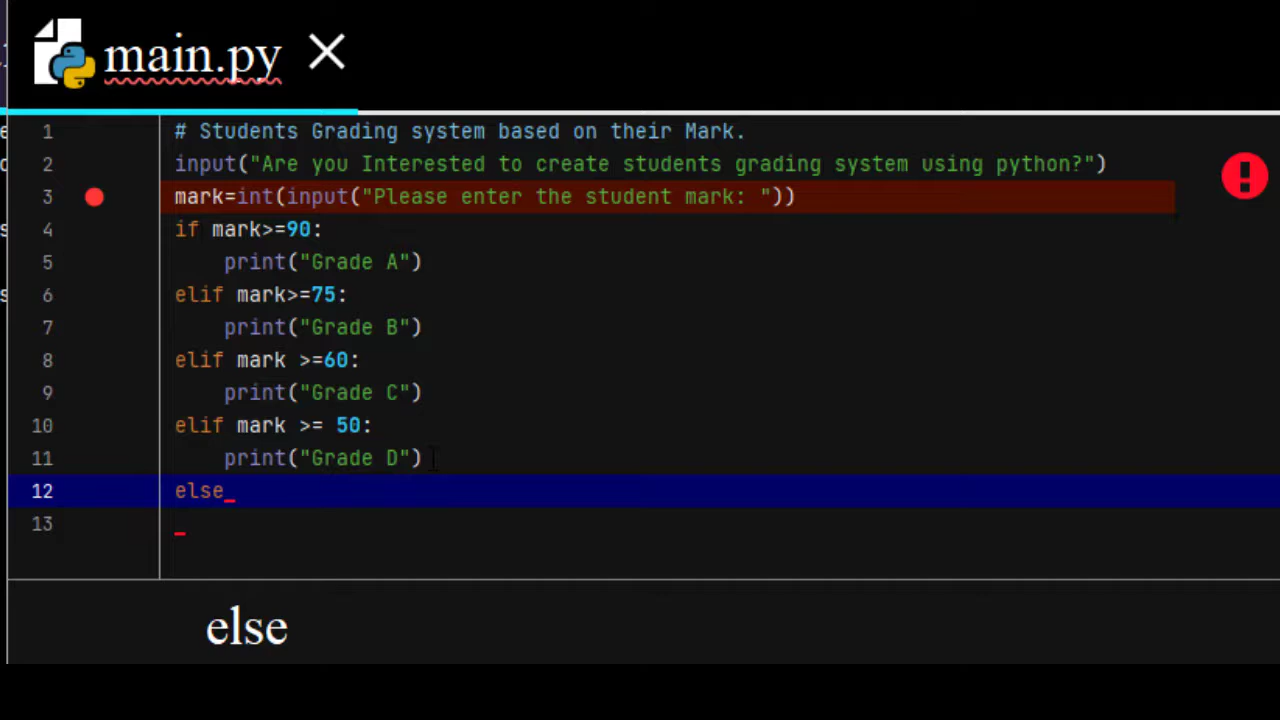 main.py
1 # Students Grading system based on their Mark.
2 input("Are you Interested to create students grading system using python?")
3 mark=int(input("Please enter the student mark: "))
4 if mark>=90:
5     print("Grade A")
6 elif mark>=75:
7     print("Grade B")
8 elif mark >=60:
9     print("Grade C")
10 elif mark >= 50:
11     print("Grade D")
12 else
13
else